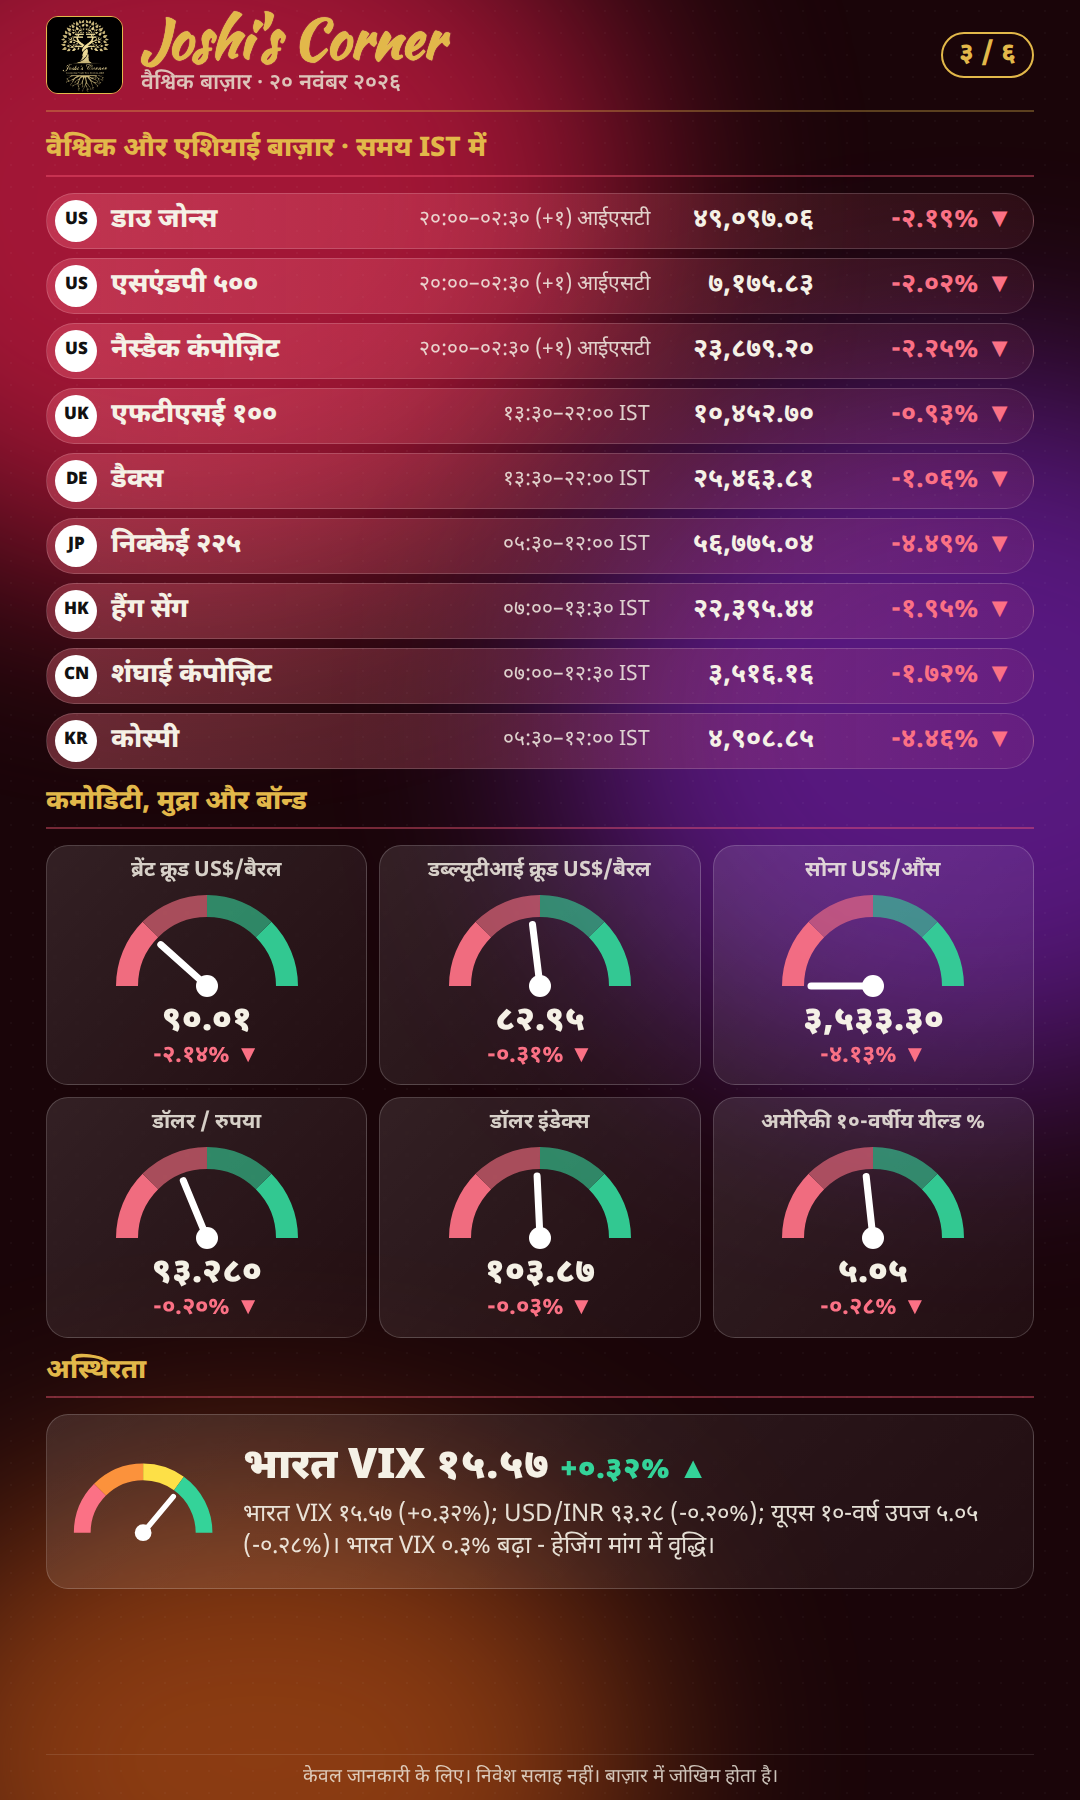 Joshi's Corner
वैश्विक बाज़ार · २० नवंबर २०२६
३ / ६
वैश्विक और एशियाई बाज़ार · समय IST में
US डाउ जोन्स २०:००–०२:३० (+१) आईएसटी ४९,०९७.०६ -२.१९% ▼
US एसएंडपी ५०० २०:००–०२:३० (+१) आईएसटी ७,१७५.८३ -२.०२% ▼
US नैस्डैक कंपोज़िट २०:००–०२:३० (+१) आईएसटी २३,८७९.२० -२.२५% ▼
UK एफटीएसई १०० १३:३०–२२:०० IST १०,४५२.७० -०.९३% ▼
DE डैक्स १३:३०–२२:०० IST २५,४६३.८१ -१.०६% ▼
JP निक्केई २२५ ०५:३०–१२:०० IST ५६,७७५.०४ -४.४९% ▼
HK हैंग सेंग ०७:००–१३:३० IST २२,३९५.४४ -१.९५% ▼
CN शंघाई कंपोज़िट ०७:००–१२:३० IST ३,५१६.१६ -१.७२% ▼
KR कोस्पी ०५:३०–१२:०० IST ४,९०८.८५ -४.४६% ▼
कमोडिटी, मुद्रा और बॉन्ड
ब्रेंट क्रूड US$/बैरल
९०.०१
-२.१४% ▼
डब्ल्यूटीआई क्रूड US$/बैरल
८२.९५
-०.३१% ▼
सोना US$/औंस
३,५३३.३०
-४.१३% ▼
डॉलर / रुपया
९३.२८०
-०.२०% ▼
डॉलर इंडेक्स
१०३.८७
-०.०३% ▼
अमेरिकी १०-वर्षीय यील्ड %
५.०५
-०.२८% ▼
अस्थिरता
भारत VIX १५.५७ +०.३२% ▲
भारत VIX १५.५७ (+०.३२%); USD/INR ९३.२८ (-०.२०%); यूएस १०-वर्ष उपज ५.०५
(-०.२८%)। भारत VIX ०.३% बढ़ा - हेजिंग मांग में वृद्धि।
केवल जानकारी के लिए। निवेश सलाह नहीं। बाज़ार में जोखिम होता है।